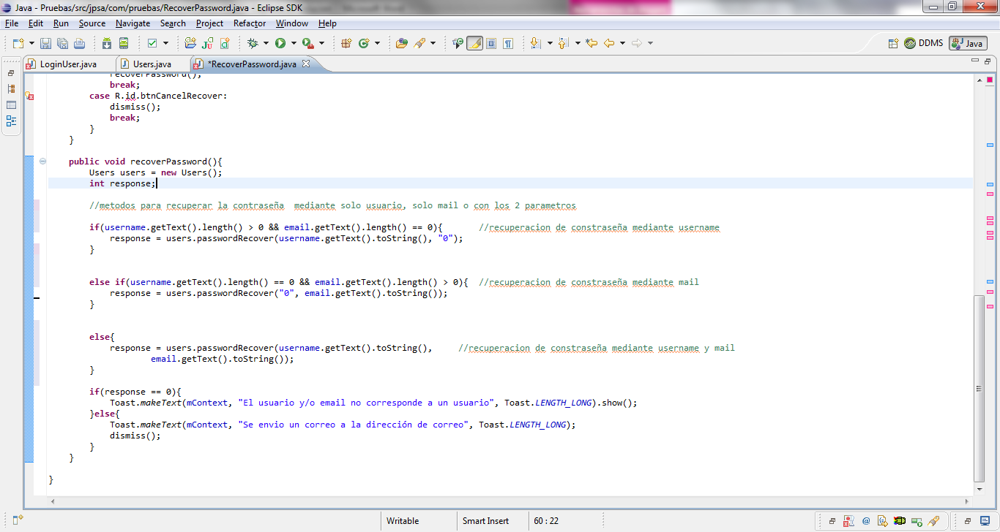 Java - Pruebas/src/jpsa/com/pruebas/RecoverPassword.java - Eclipse SDK
File Edit Run Source Navigate Search Project Refactor Window Help
DDMS Java
LoginUser.java Users.java *RecoverPassword.java
recoverPassword();
break;
case R.id.btnCancelRecover:
dismiss();
break;
}
}
public void recoverPassword(){
Users users = new Users();
int response;
//metodos para recuperar la contraseña  mediante solo usuario, solo mail o con los 2 parametros
if(username.getText().length() > 0 && email.getText().length() == 0){ //recuperacion de constraseña mediante username
response = users.passwordRecover(username.getText().toString(), "0");
}
else if(username.getText().length() == 0 && email.getText().length() > 0){ //recuperacion de constraseña mediante mail
response = users.passwordRecover("0", email.getText().toString());
}
else{
response = users.passwordRecover(username.getText().toString(), //recuperacion de constraseña mediante username y mail
email.getText().toString());
}
if(response == 0){
Toast.makeText(mContext, "El usuario y/o email no corresponde a un usuario", Toast.LENGTH_LONG).show();
}else{
Toast.makeText(mContext, "Se envio un correo a la dirección de correo", Toast.LENGTH_LONG);
dismiss();
}
}
}
Writable Smart Insert 60 : 22